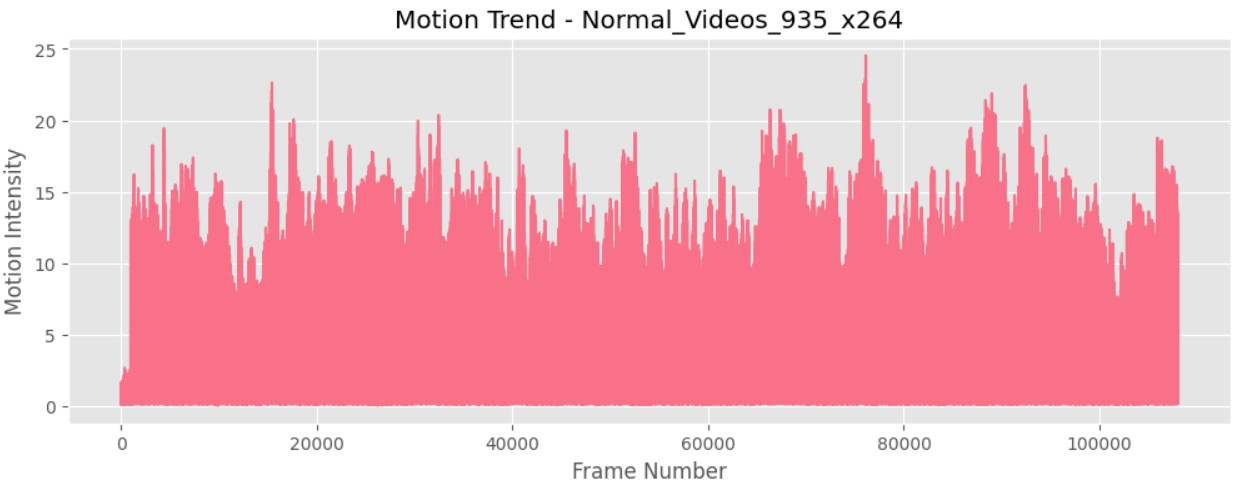 Motion Trend - Normal_Videos_935_x264
25
20
15
10
5
0
Motion Intensity
0 20000 40000 60000 80000 100000
Frame Number